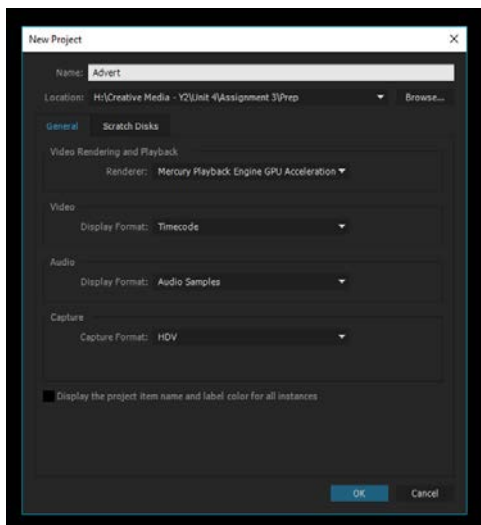 New Project
Name: Advert
Location: H:\Creative Media - Y2\Unit 4\Assignment 3\Prep Browse...
General Scratch Disks
Video Rendering and Playback
Renderer: Mercury Playback Engine GPU Acceleration
Video
Display Format: Timecode
Audio
Display Format: Audio Samples
Capture
Capture Format: HDV
Display the project item name and label color for all instances
OK Cancel